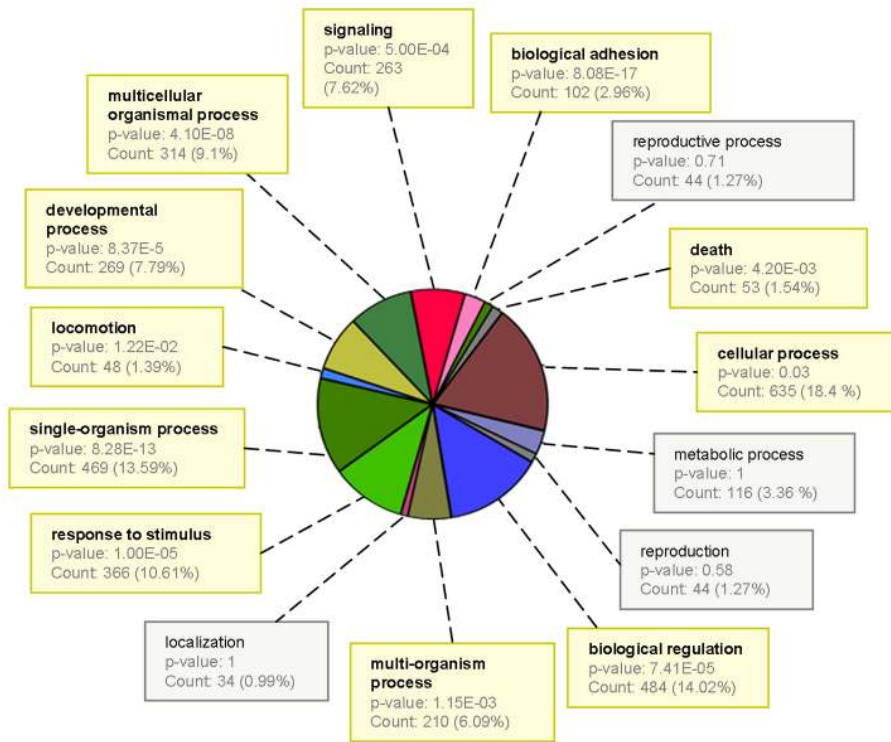 signaling
p-value: 5.00E-04
Count: 263
(7.62%)
biological adhesion
p-value: 8.08E-17
Count: 102 (2.96%)
multicellular
organismal process
p-value: 4.10E-08
Count: 314 (9.1%)
reproductive process
p-value: 0.71
Count: 44 (1.27%)
developmental
process
p-value: 8.37E-5
Count: 269 (7.79%)
death
p-value: 4.20E-03
Count: 53 (1.54%)
locomotion
p-value: 1.22E-02
Count: 48 (1.39%)
cellular process
p-value: 0.03
Count: 635 (18.4 %)
single-organism process
p-value: 8.28E-13
Count: 469 (13.59%)
metabolic process
p-value: 1
Count: 116 (3.36 %)
response to stimulus
p-value: 1.00E-05
Count: 366 (10.61%)
reproduction
p-value: 0.58
Count: 44 (1.27%)
localization
p-value: 1
Count: 34 (0.99%)
multi-organism
process
p-value: 1.15E-03
Count: 210 (6.09%)
biological regulation
p-value: 7.41E-05
Count: 484 (14.02%)